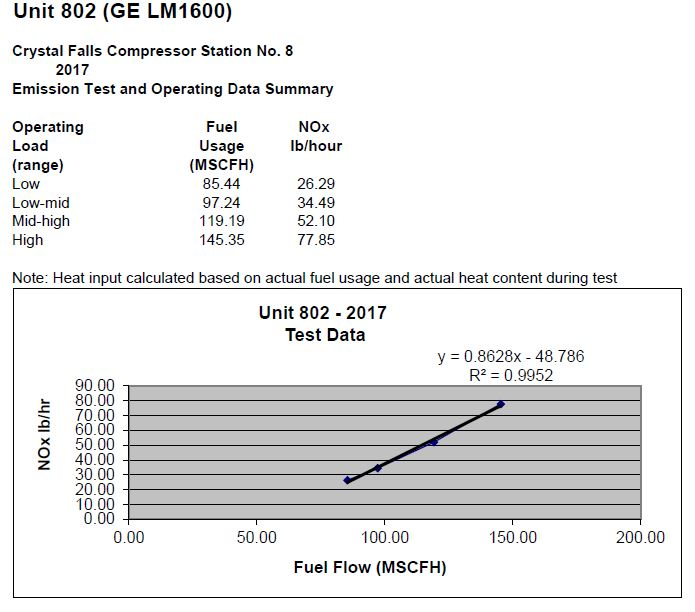 Unit 802 (GE LM1600)
Crystal Falls Compressor Station No. 8
2017
Emission Test and Operating Data Summary
Operating Fuel NOx
Load Usage lb/hour
(range) (MSCFH)
Low 85.44 26.29
Low-mid 97.24 34.49
Mid-high 119.19 52.10
High 145.35 77.85
Note: Heat input calculated based on actual fuel usage and actual heat content during test
Unit 802 - 2017
Test Data
y = 0.8628x - 48.786
R² = 0.9952
NOx lb/hr
90.00
80.00
70.00
60.00
50.00
40.00
30.00
20.00
10.00
0.00
0.00 50.00 100.00 150.00 200.00
Fuel Flow (MSCFH)